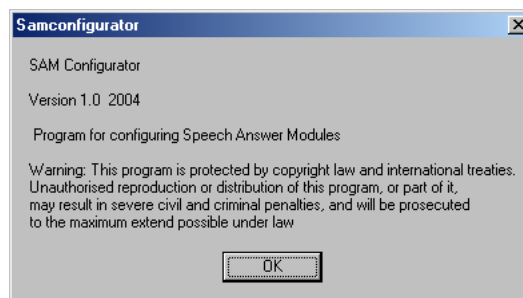 Samconfigurator
SAM Configurator
Version 1.0 2004
Program for configuring Speech Answer Modules
Warning: This program is protected by copyright law and international treaties.
Unauthorised reproduction or distribution of this program, or part of it,
may result in severe civil and criminal penalties, and will be prosecuted
to the maximum extend possible under law
OK